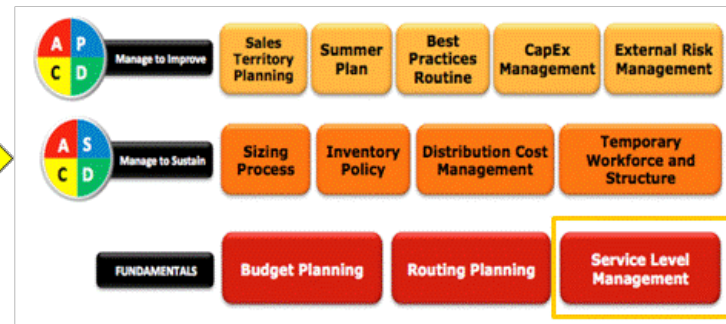 A P
C D
Manage to Improve
Sales
Territory
Planning
Summer
Plan
Best
Practices
Routine
CapEx
Management
External Risk
Management
A S
C D
Manage to Sustain
Sizing
Process
Inventory
Policy
Distribution Cost
Management
Temporary
Workforce and
Structure
FUNDAMENTALS
Budget Planning
Routing Planning
Service Level
Management